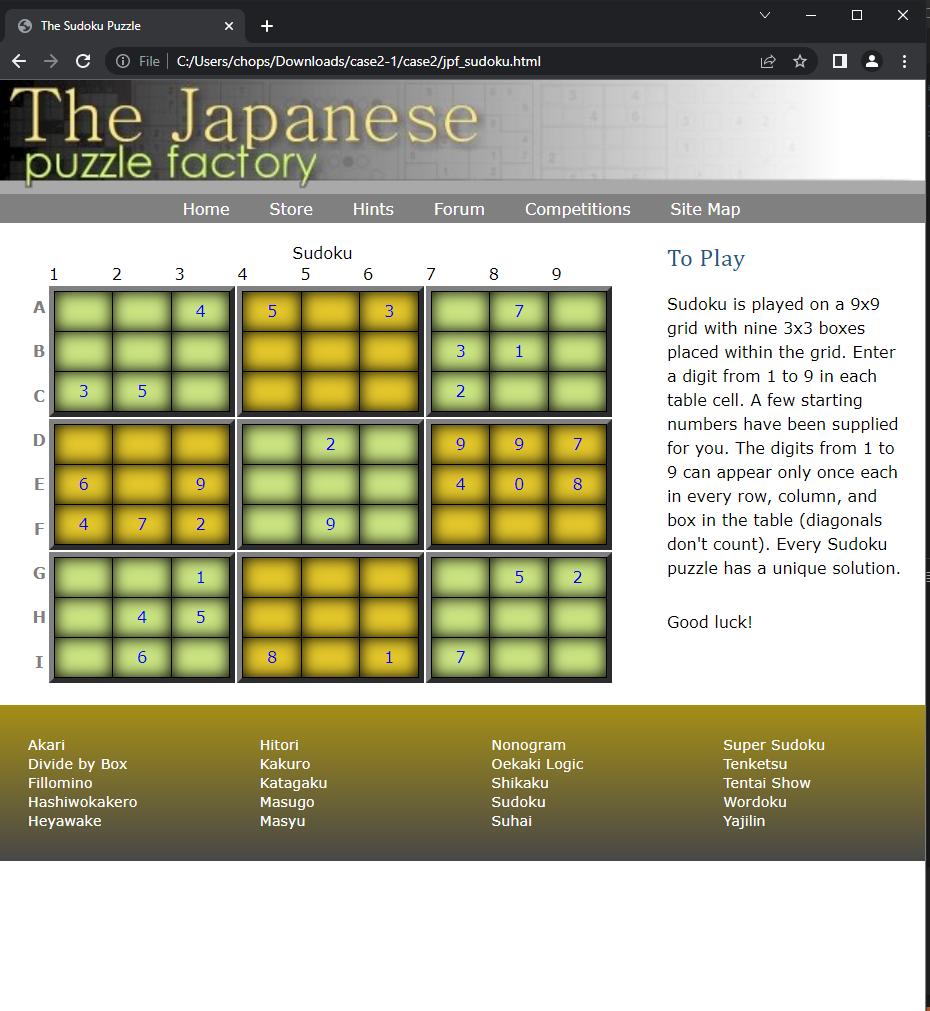 The Sudoku Puzzle
File C:/Users/chops/Downloads/case2-1/case2/jpf_sudoku.html
The Japanese
puzzle factory
Home Store Hints Forum Competitions Site Map
Sudoku
1 2 3 4 5 6 7 8 9
A 4 5 3 7
B 3 1
C 3 5 2
D 2 9 9 7
E 6 9 4 0 8
F 4 7 2 9
G 1 5 2
H 4 5
I 6 8 1 7
To Play
Sudoku is played on a 9x9
grid with nine 3x3 boxes
placed within the grid. Enter
a digit from 1 to 9 in each
table cell. A few starting
numbers have been supplied
for you. The digits from 1 to
9 can appear only once each
in every row, column, and
box in the table (diagonals
don't count). Every Sudoku
puzzle has a unique solution.
Good luck!
Akari
Divide by Box
Fillomino
Hashiwokakero
Heyawake
Hitori
Kakuro
Katagaku
Masugo
Masyu
Nonogram
Oekaki Logic
Shikaku
Sudoku
Suhai
Super Sudoku
Tenketsu
Tentai Show
Wordoku
Yajilin